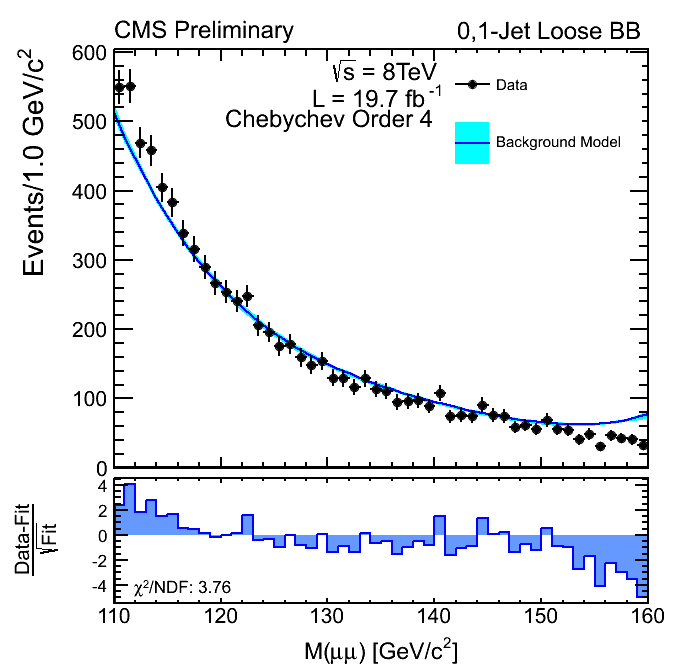 CMS Preliminary
0,1-Jet Loose BB
√s = 8TeV
L = 19.7 fb⁻¹
Chebychev Order 4
Data
Background Model
Events/1.0 GeV/c²
600
500
400
300
200
100
0
Data-Fit
√Fit
4
2
0
-2
-4
χ²/NDF: 3.76
110 120 130 140 150 160
M(μμ) [GeV/c²]